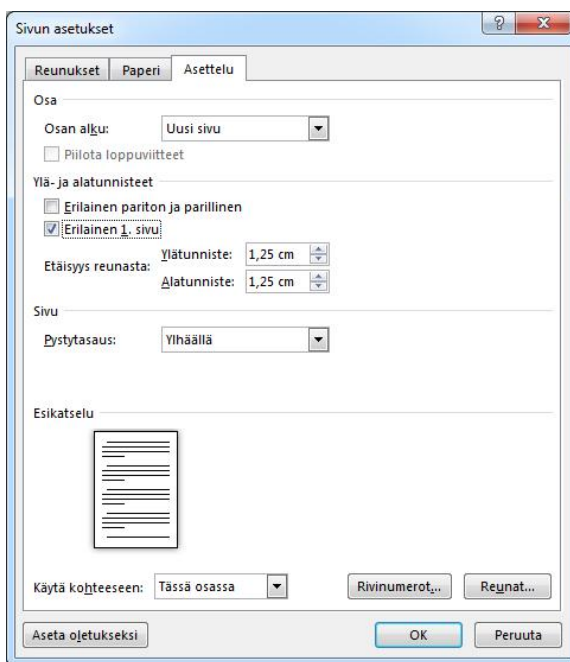 Sivun asetukset
Reunukset Paperi Asettelu
Osa
Osan alku: Uusi sivu
Piilota loppuviitteet
Ylä- ja alatunnisteet
Erilainen pariton ja parillinen
Erilainen 1. sivu
Etäisyys reunasta: Ylätunniste: 1,25 cm
Alatunniste: 1,25 cm
Sivu
Pystytasaus: Ylhäällä
Esikatselu
Käytä kohteeseen: Tässä osassa Rivinumerot... Reunat...
Aseta oletukseksi OK Peruuta